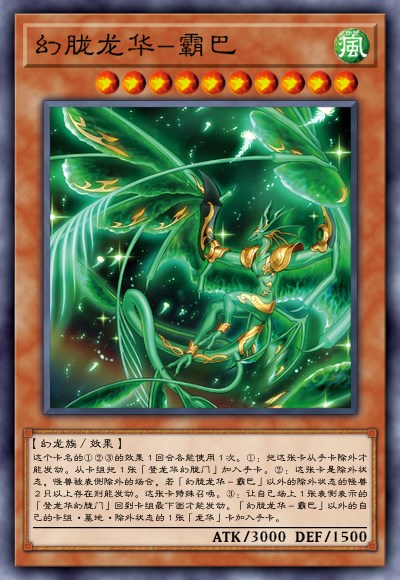 幻胧龙华-霸巴
風
【幻龙族／效果】
这个卡名的①②③的效果１回合各能使用１次。①：把这张卡从手卡除外才
能发动。从卡组把１张「登龙华幻胧门」加入手卡。②：这张卡是除外状
态，怪兽被表侧除外的场合，若「幻胧龙华－霸巴」以外的除外状态的怪兽
２只以上存在则能发动。这张卡特殊召唤。③：让自己场上１张表侧表示的
「登龙华幻胧门」回到卡组最下面才能发动。「幻胧龙华－霸巴」以外的自
己的卡组・墓地・除外状态的１张「龙华」卡加入手卡。
ATK/3000 DEF/1500